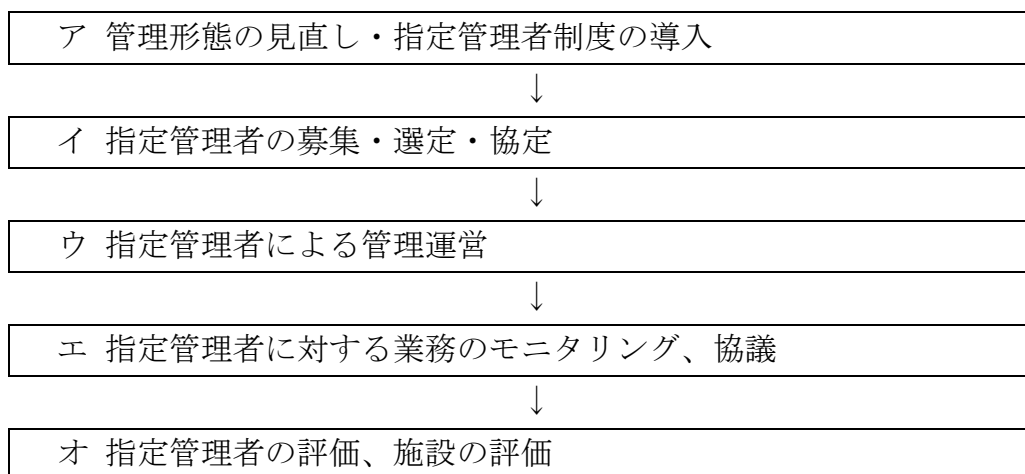 ア 管理形態の見直し・指定管理者制度の導入
↓
イ 指定管理者の募集・選定・協定
↓
ウ 指定管理者による管理運営
↓
エ 指定管理者に対する業務のモニタリング、協議
↓
オ 指定管理者の評価、施設の評価